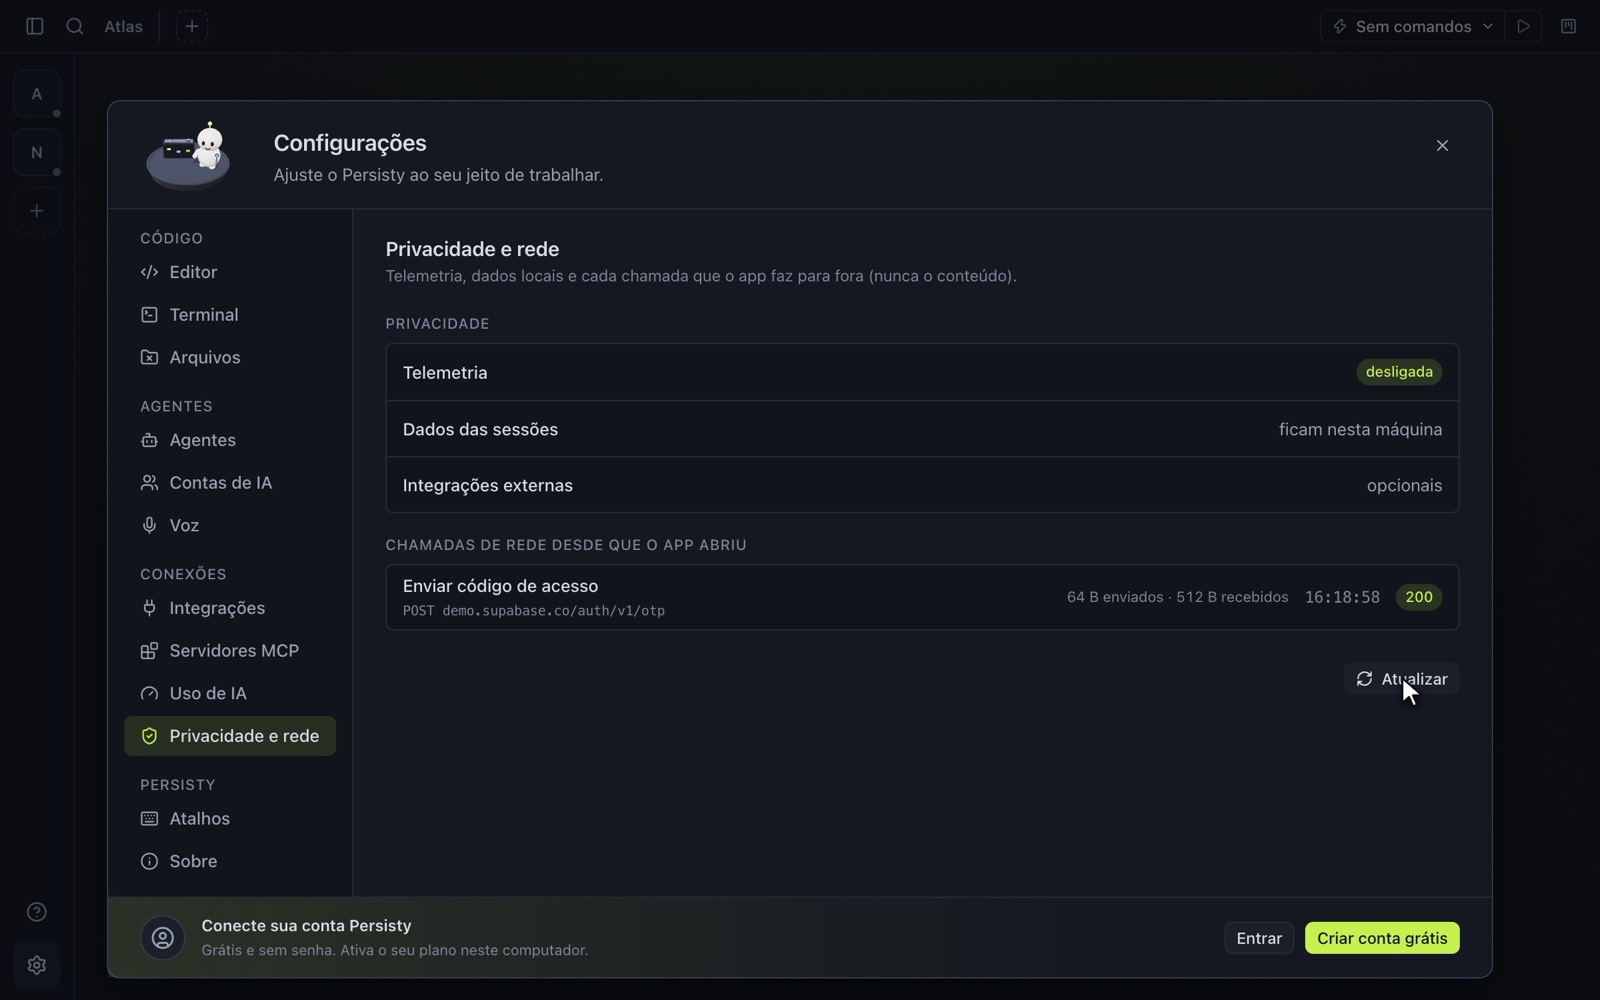 Atlas
Sem comandos
A
N
Configurações
Ajuste o Persisty ao seu jeito de trabalhar.
CÓDIGO
Editor
Terminal
Arquivos
AGENTES
Agentes
Contas de IA
Voz
CONEXÕES
Integrações
Servidores MCP
Uso de IA
Privacidade e rede
PERSISTY
Atalhos
Sobre
Privacidade e rede
Telemetria, dados locais e cada chamada que o app faz para fora (nunca o conteúdo).
PRIVACIDADE
Telemetria desligada
Dados das sessões ficam nesta máquina
Integrações externas opcionais
CHAMADAS DE REDE DESDE QUE O APP ABRIU
Enviar código de acesso
POST demo.supabase.co/auth/v1/otp
64 B enviados · 512 B recebidos 16:18:58 200
Atualizar
Conecte sua conta Persisty
Grátis e sem senha. Ativa o seu plano neste computador.
Entrar
Criar conta grátis